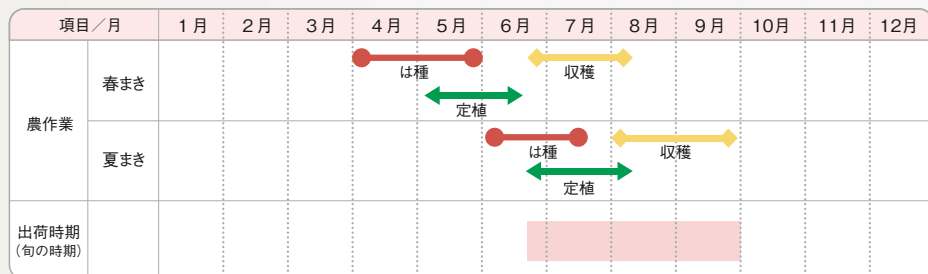 項目／月 1月 2月 3月 4月 5月 6月 7月 8月 9月 10月 11月 12月
農作業
春まき
は種
収穫
定植
夏まき
は種
収穫
定植
出荷時期
（旬の時期）